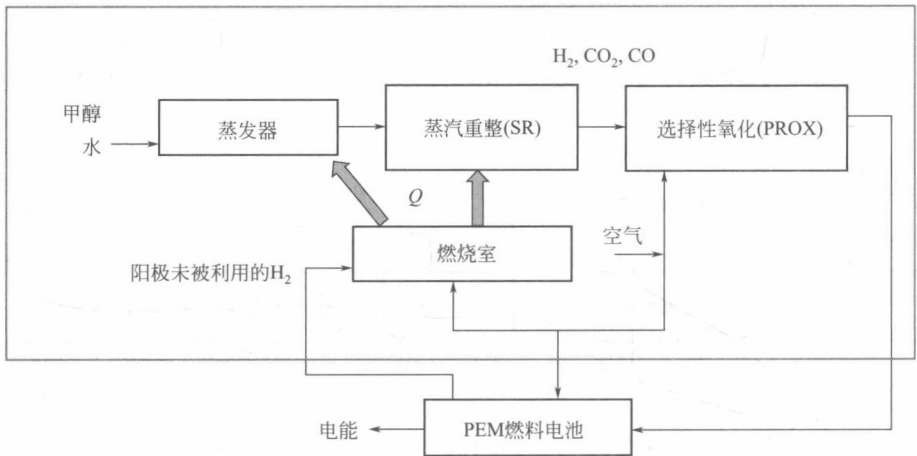 H₂, CO₂, CO
甲醇
水
蒸发器
蒸汽重整(SR)
选择性氧化(PROX)
Q
空气
燃烧室
阳极未被利用的H₂
电能
PEM燃料电池